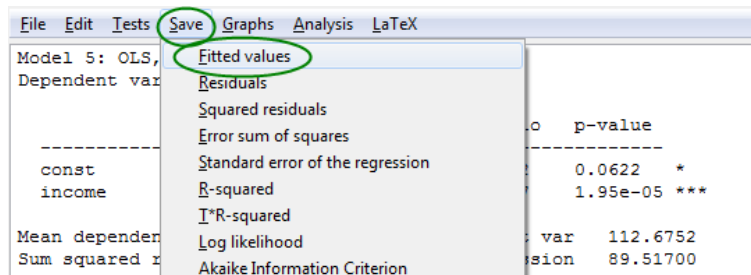 File Edit Tests Save Graphs Analysis LaTeX
Model 5: OLS,
Fitted values
Dependent var
Residuals
Squared residuals
p-value
Error sum of squares
const
Standard error of the regression
0.0622 *
income
R-squared
1.95e-05 ***
T*R-squared
Mean dependen
Log likelihood
var 112.6752
Sum squared r
Akaike Information Criterion
ssion 89.51700